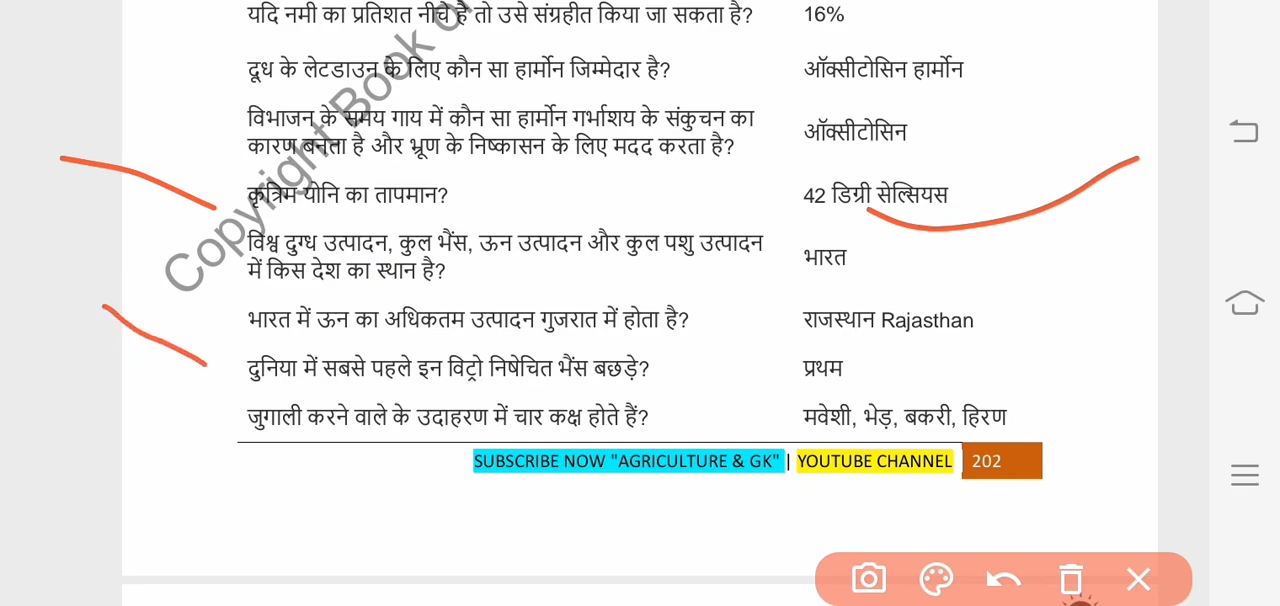 यदि नमी का प्रतिशत नीचे है तो उसे संग्रहीत किया जा सकता है? 16%
दूध के लेटडाउन के लिए कौन सा हार्मोन जिम्मेदार है? ऑक्सीटोसिन हार्मोन
विभाजन के समय गाय में कौन सा हार्मोन गर्भाशय के संकुचन का
कारण बनता है और भ्रूण के निष्कासन के लिए मदद करता है? ऑक्सीटोसिन
कृत्रिम योनि का तापमान? 42 डिग्री सेल्सियस
विश्व दुग्ध उत्पादन, कुल भैंस, ऊन उत्पादन और कुल पशु उत्पादन
में किस देश का स्थान है? भारत
भारत में ऊन का अधिकतम उत्पादन गुजरात में होता है? राजस्थान Rajasthan
दुनिया में सबसे पहले इन विट्रो निषेचित भैंस बछड़े? प्रथम
जुगाली करने वाले के उदाहरण में चार कक्ष होते हैं? मवेशी, भेड़, बकरी, हिरण
SUBSCRIBE NOW "AGRICULTURE & GK" | YOUTUBE CHANNEL 202
Copyright Book